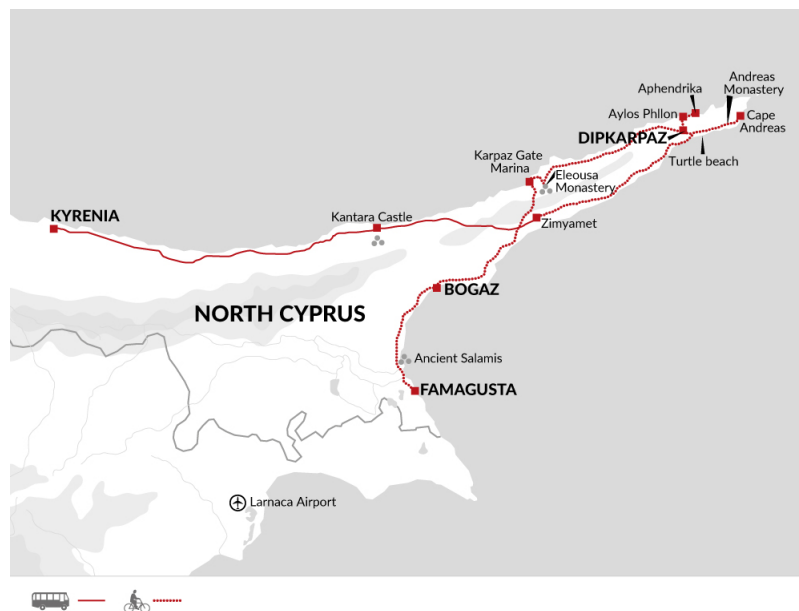 Andreas
Monastery
Aphendrika
Aylos Phllon
Cape
Andreas
DIPKARPAZ
Turtle beach
Karpaz Gate
Marina
Eleousa
Monastery
KYRENIA
Kantara Castle
Zimyamet
BOGAZ
NORTH CYPRUS
Ancient Salamis
FAMAGUSTA
Larnaca Airport